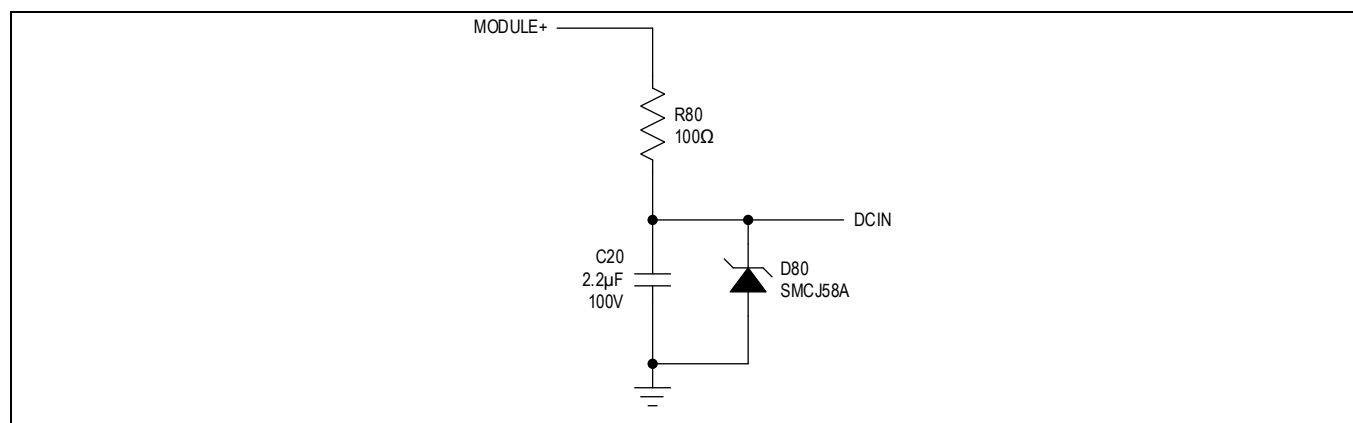 MODULE+
R80
100Ω
DCIN
C20
2.2µF
100V
D80
SMCJ58A